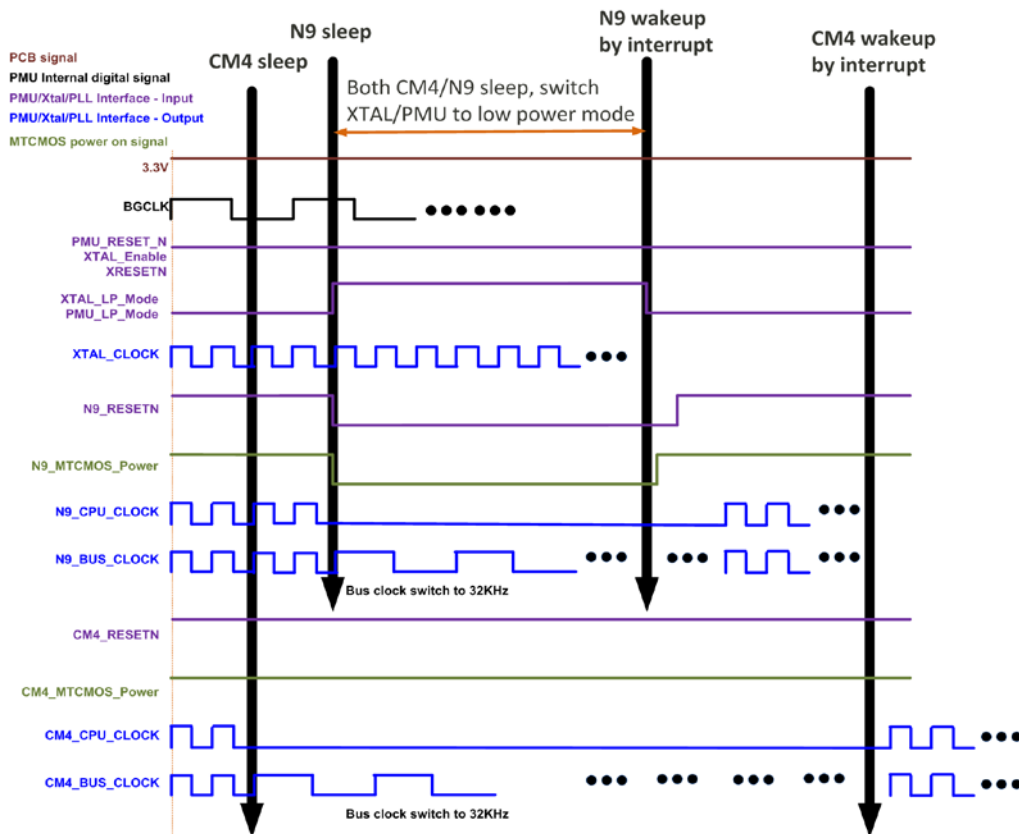 N9 sleep
N9 wakeup
by interrupt
CM4 sleep
CM4 wakeup
by interrupt
PCB signal
PMU Internal digital signal
PMU/Xtal/PLL Interface - Input
PMU/Xtal/PLL Interface - Output
MTCMOS power on signal
Both CM4/N9 sleep, switch
XTAL/PMU to low power mode
3.3V
BGCLK
PMU_RESET_N
XTAL_Enable
XRESETN
XTAL_LP_Mode
PMU_LP_Mode
XTAL_CLOCK
N9_RESETN
N9_MTCMOS_Power
N9_CPU_CLOCK
N9_BUS_CLOCK
Bus clock switch to 32KHz
CM4_RESETN
CM4_MTCMOS_Power
CM4_CPU_CLOCK
CM4_BUS_CLOCK
Bus clock switch to 32KHz